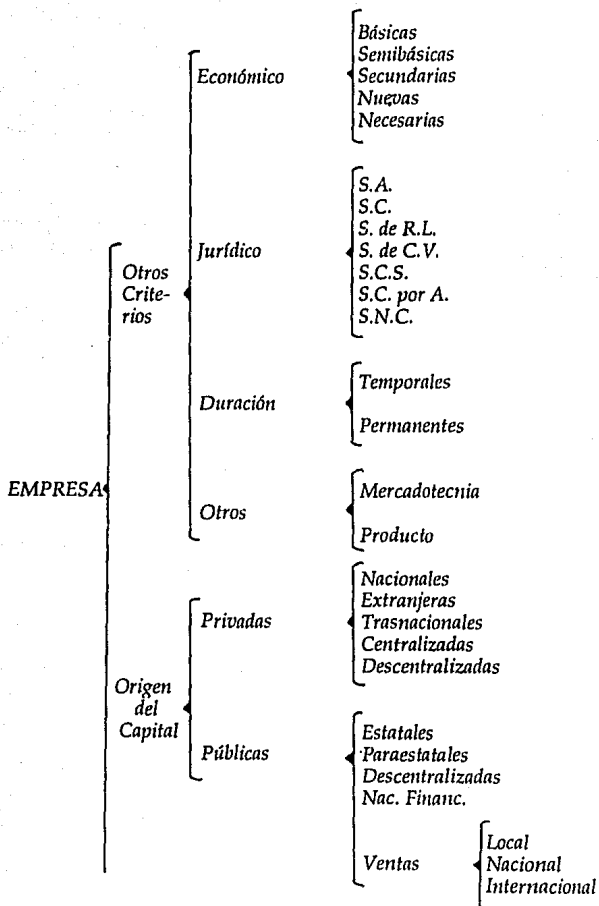 EMPRESA
Otros
Crite-
rios
Económico
Básicas
Semibásicas
Secundarias
Nuevas
Necesarias
Jurídico
S.A.
S.C.
S. de R.L.
S. de C.V.
S.C.S.
S.C. por A.
S.N.C.
Duración
Temporales
Permanentes
Otros
Mercadotecnia
Producto
Origen
del
Capital
Privadas
Nacionales
Extranjeras
Trasnacionales
Centralizadas
Descentralizadas
Públicas
Estatales
Paraestatales
Descentralizadas
Nac. Financ.
Ventas
Local
Nacional
Internacional